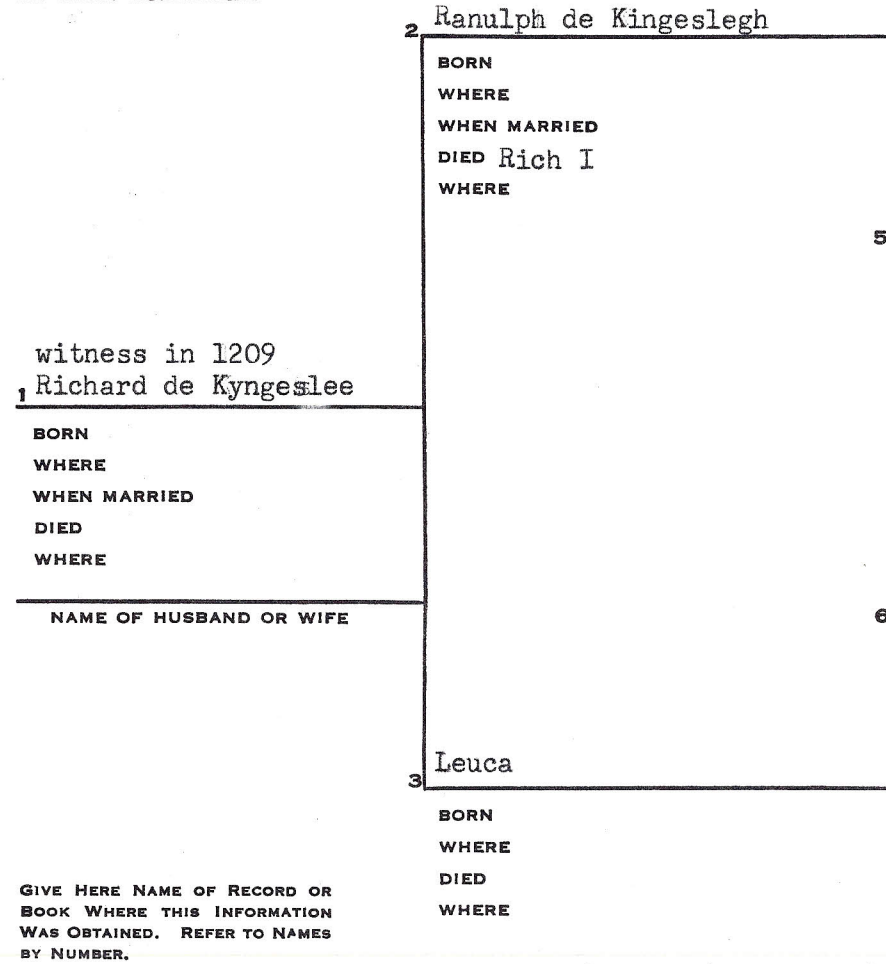 2 Ranulph de Kingeslegh
BORN
WHERE
WHEN MARRIED
DIED Rich I
WHERE
5
witness in 1209
1 Richard de Kyngeslee
BORN
WHERE
WHEN MARRIED
DIED
WHERE
NAME OF HUSBAND OR WIFE
6
3 Leuca
BORN
WHERE
DIED
WHERE
GIVE HERE NAME OF RECORD OR
BOOK WHERE THIS INFORMATION
WAS OBTAINED. REFER TO NAMES
BY NUMBER.